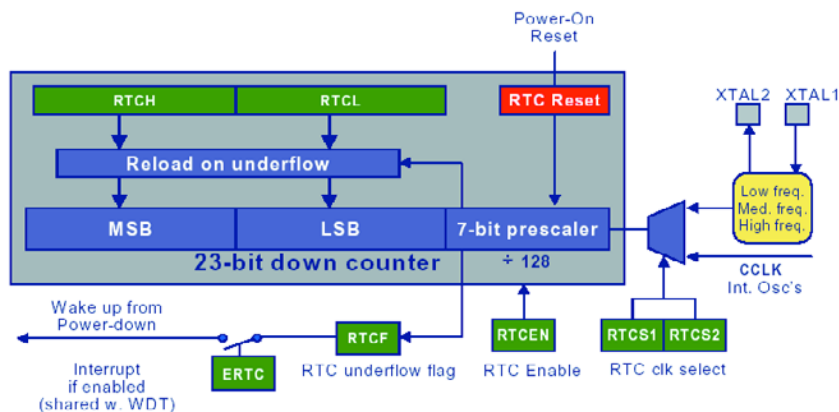 Power-On
Reset
RTCH
RTCL
RTC Reset
XTAL2
XTAL1
Reload on underflow
Low freq.
Med. freq.
High freq.
MSB
LSB
7-bit prescaler
23-bit down counter
÷ 128
CCLK
Int. Osc's
Wake up from
Power-down
RTCF
RTCEN
RTCS1
RTCS2
Interrupt
if enabled
(shared w. WDT)
ERTC
RTC underflow flag
RTC Enable
RTC clk select